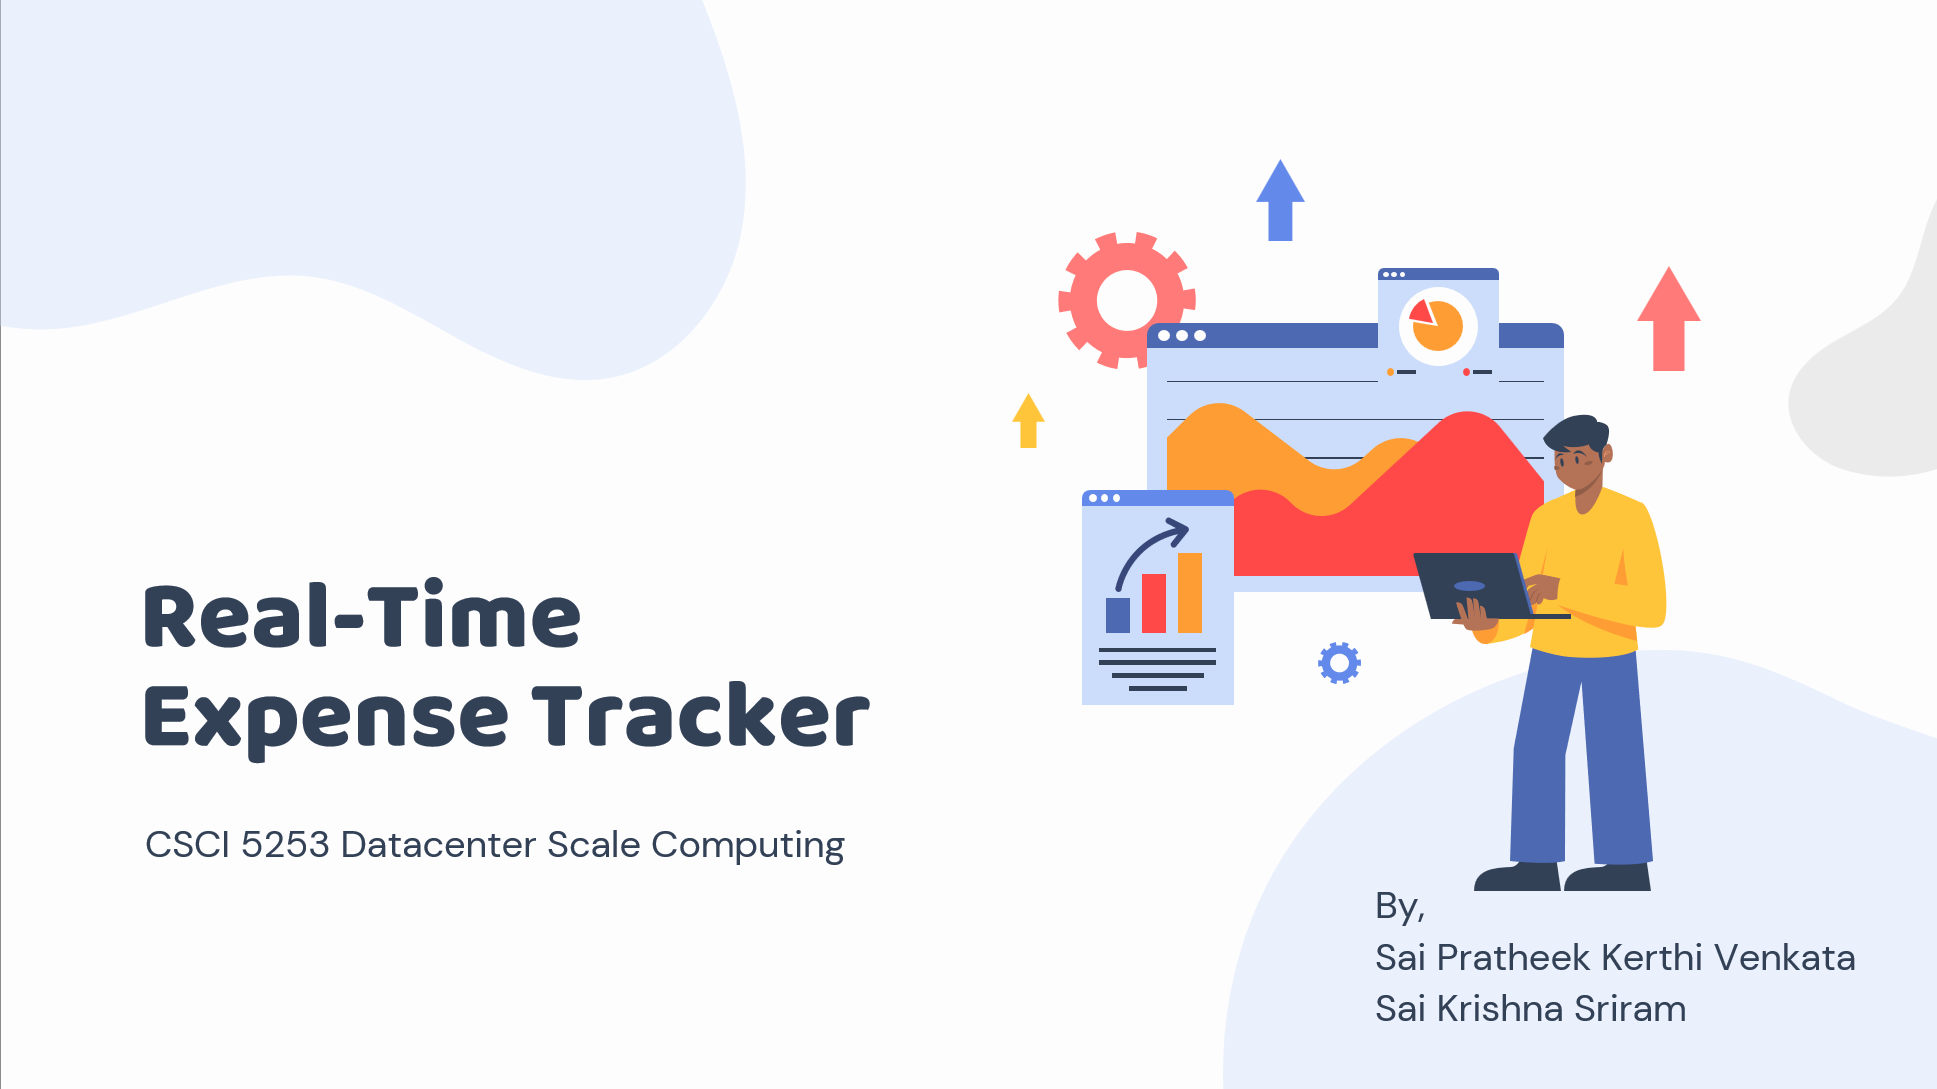 Real-Time
Expense Tracker
CSCI 5253 Datacenter Scale Computing
By,
Sai Pratheek Kerthi Venkata
Sai Krishna Sriram